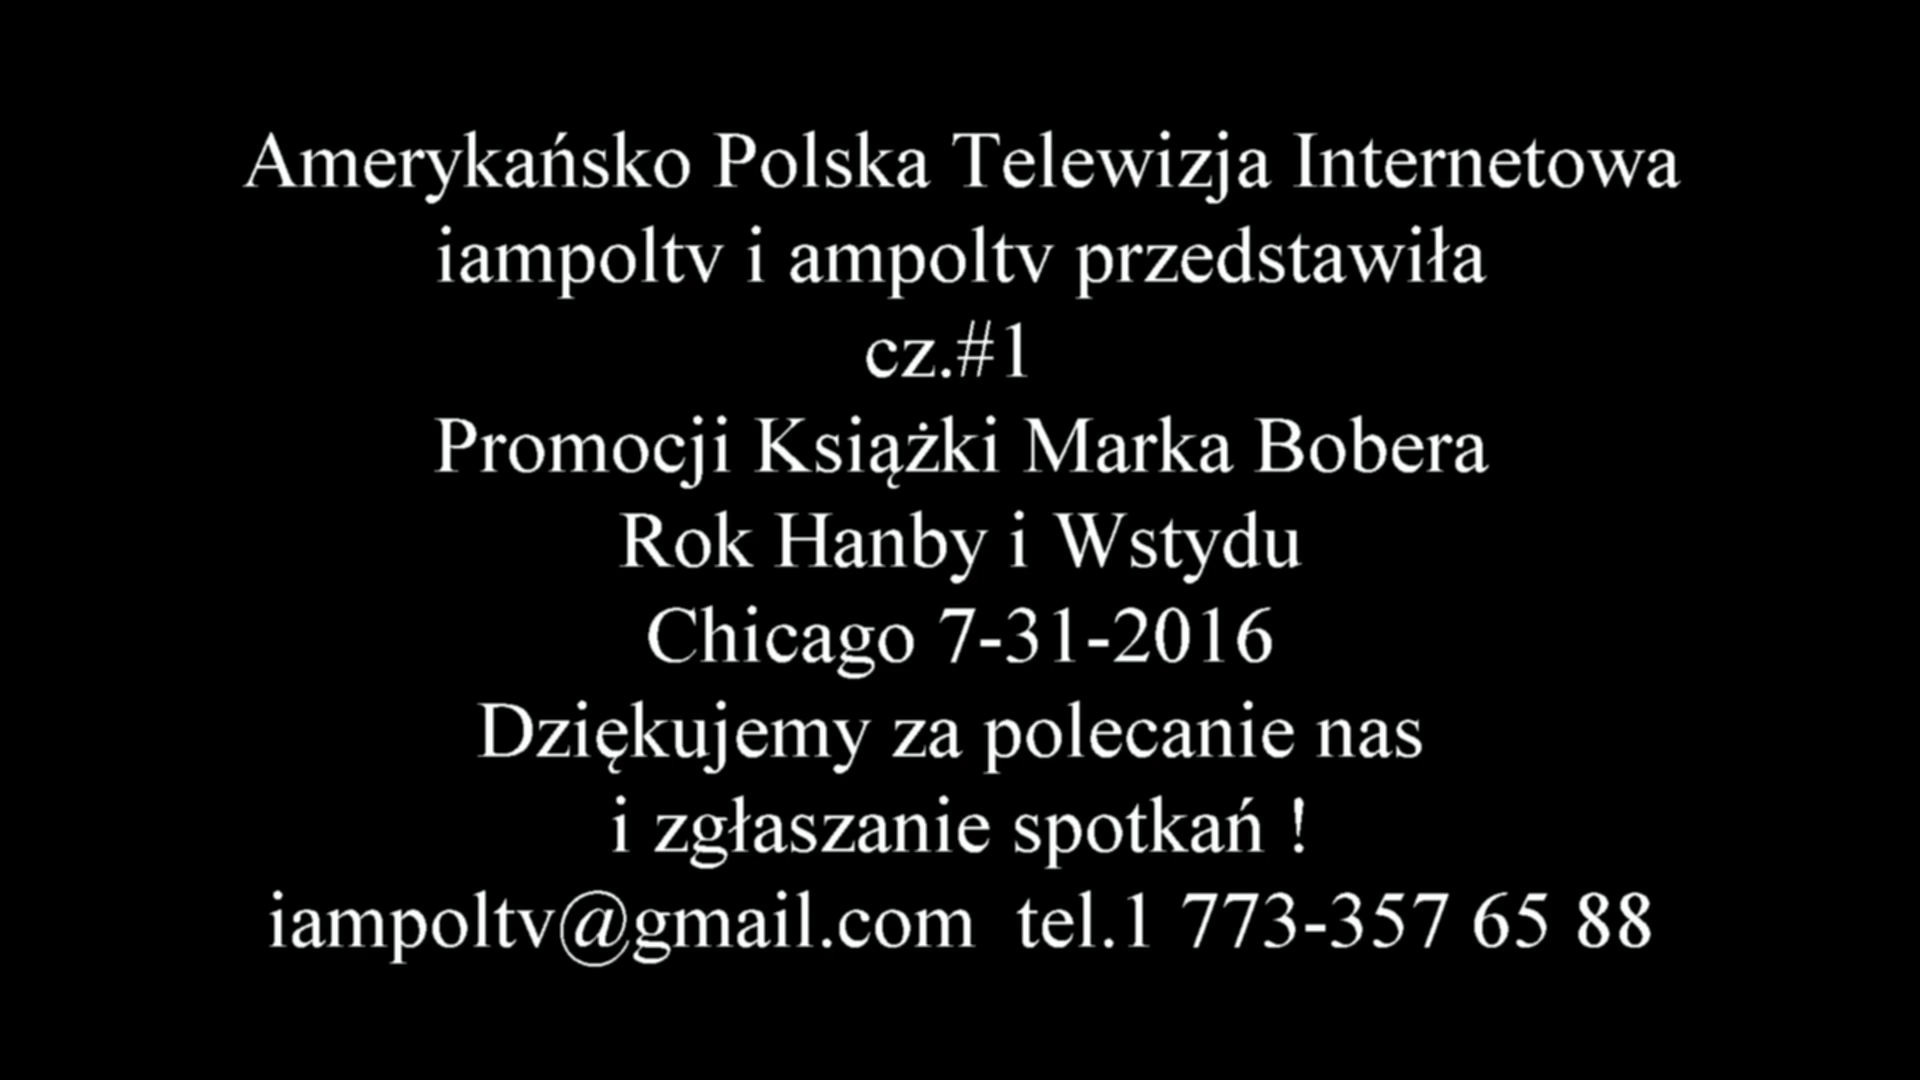 Amerykańsko Polska Telewizja Internetowa
iampoltv i ampoltv przedstawiła
cz.#1
Promocji Książki Marka Bobera
Rok Hanby i Wstydu
Chicago 7-31-2016
Dziękujemy za polecanie nas
i zgłaszanie spotkań !
iampoltv@gmail.com tel.1 773-357 65 88